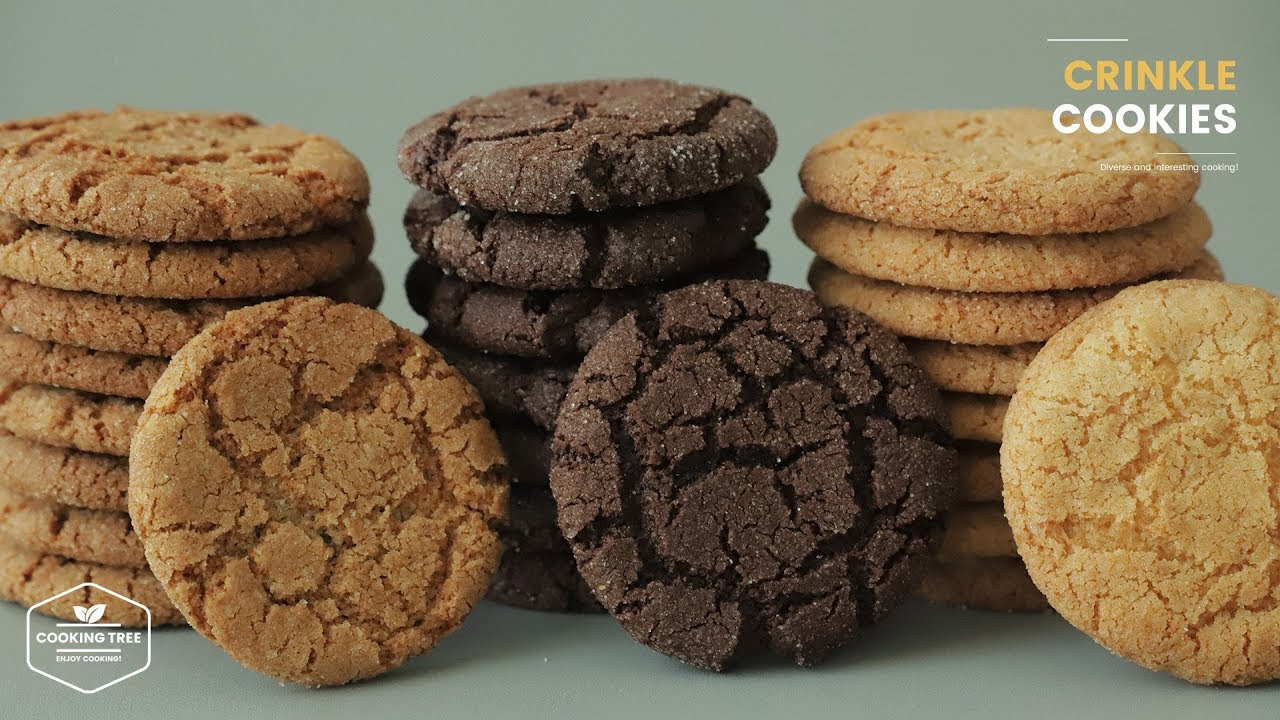 CRINKLE
COOKIES
Diverse and interesting cooking!
COOKING TREE
ENJOY COOKING!